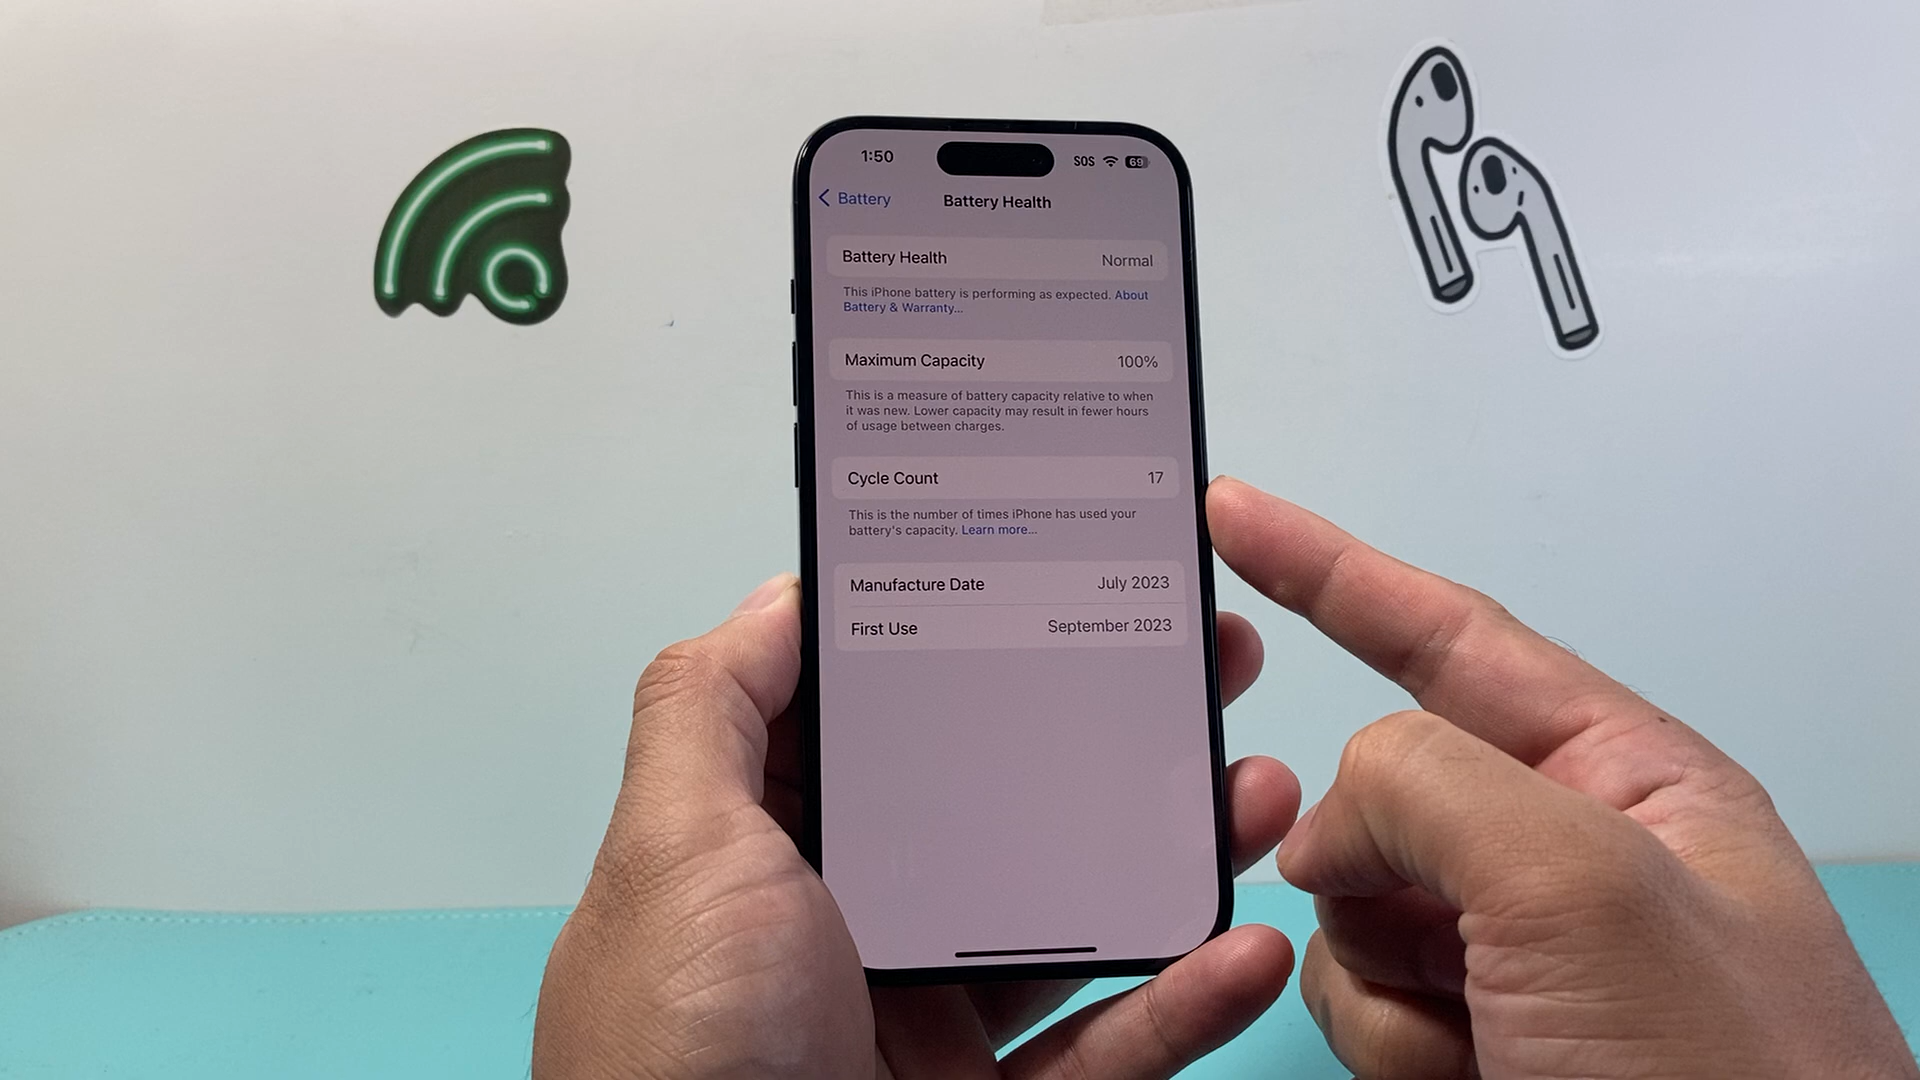 1:50
SOS
69
Battery
Battery Health
Battery Health
Normal
This iPhone battery is performing as expected. About
Battery & Warranty...
Maximum Capacity
100%
This is a measure of battery capacity relative to when
it was new. Lower capacity may result in fewer hours
of usage between charges.
Cycle Count
17
This is the number of times iPhone has used your
battery's capacity. Learn more...
Manufacture Date
July 2023
First Use
September 2023